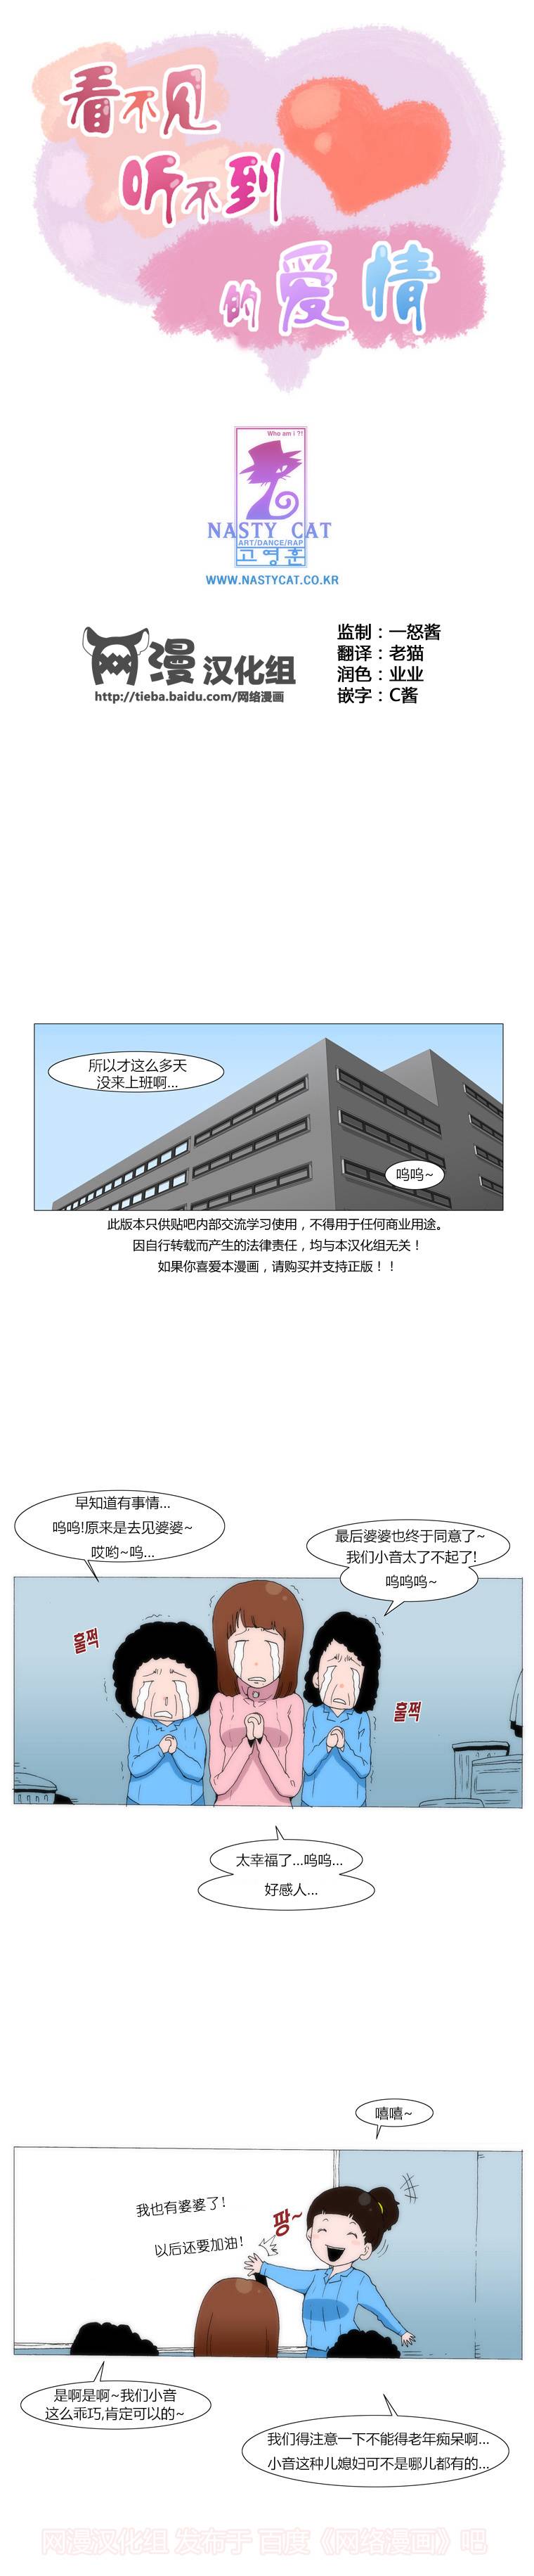 看不见
听不到
的爱情
Who am i ?!
NASTY CAT
ART/DANCE/RAP
고영훈
WWW.NASTYCAT.CO.KR
网漫汉化组
http://tieba.baidu.com/网络漫画
监制：一怒酱
翻译：老猫
润色：业业
嵌字：C酱
所以才这么多天
没来上班啊...
呜呜~
此版本只供贴吧内部交流学习使用，不得用于任何商业用途。
因自行转载而产生的法律责任，均与本汉化组无关！
如果你喜爱本漫画，请购买并支持正版！！
早知道有事情...
呜呜!原来是去见婆婆~
哎哟~呜...
最后婆婆也终于同意了~
我们小音太了不起了!
呜呜呜~
훌쩍
훌쩍
太幸福了...呜呜...
好感人...
嘻嘻~
我也有婆婆了!
以后还要加油!
땅~
是啊是啊~我们小音
这么乖巧,肯定可以的~
我们得注意一下不能得老年痴呆啊...
小音这种儿媳妇可不是哪儿都有的...
网漫汉化组 发布于 百度《网络漫画》吧